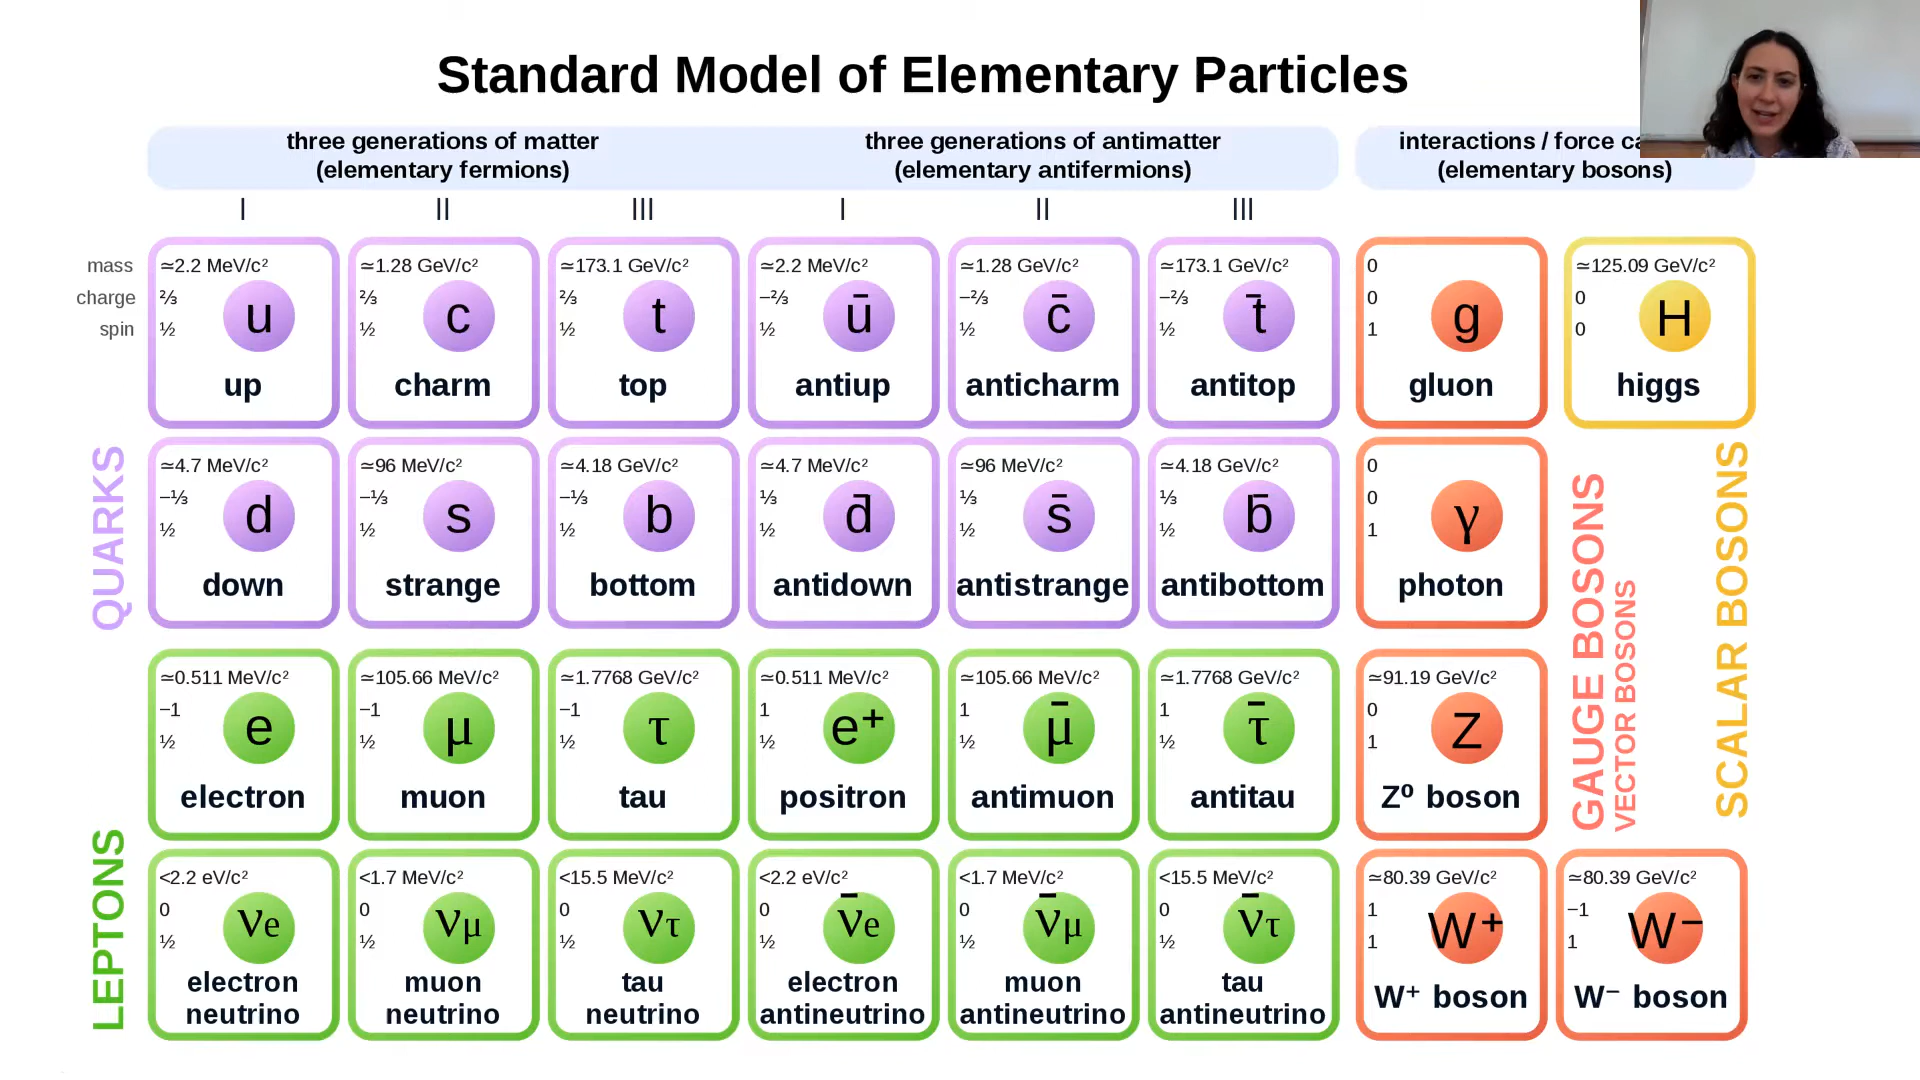 Standard Model of Elementary Particles
three generations of matter
(elementary fermions)
three generations of antimatter
(elementary antifermions)
interactions / force
(elementary bosons)
I II III I II III
mass
charge
spin
≃2.2 MeV/c²
⅔
½
u
up
≃1.28 GeV/c²
⅔
½
c
charm
≃173.1 GeV/c²
⅔
½
t
top
≃2.2 MeV/c²
−⅔
½
ū
antiup
≃1.28 GeV/c²
−⅔
½
c̄
anticharm
≃173.1 GeV/c²
−⅔
½
t̄
antitop
0
0
1
g
gluon
≃125.09 GeV/c²
0
0
H
higgs
QUARKS
≃4.7 MeV/c²
−⅓
½
d
down
≃96 MeV/c²
−⅓
½
s
strange
≃4.18 GeV/c²
−⅓
½
b
bottom
≃4.7 MeV/c²
⅓
½
d̄
antidown
≃96 MeV/c²
⅓
½
s̄
antistrange
≃4.18 GeV/c²
⅓
½
b̄
antibottom
0
0
1
γ
photon
GAUGE BOSONS
VECTOR BOSONS
SCALAR BOSONS
≃0.511 MeV/c²
−1
½
e
electron
≃105.66 MeV/c²
−1
½
μ
muon
≃1.7768 GeV/c²
−1
½
τ
tau
≃0.511 MeV/c²
1
½
e⁺
positron
≃105.66 MeV/c²
1
½
μ̄
antimuon
≃1.7768 GeV/c²
1
½
τ̄
antitau
≃91.19 GeV/c²
0
1
Z
Z⁰ boson
LEPTONS
<2.2 eV/c²
0
½
νe
electron
neutrino
<1.7 MeV/c²
0
½
νμ
muon
neutrino
<15.5 MeV/c²
0
½
ντ
tau
neutrino
<2.2 eV/c²
0
½
ν̄e
electron
antineutrino
<1.7 MeV/c²
0
½
ν̄μ
muon
antineutrino
<15.5 MeV/c²
0
½
ν̄τ
tau
antineutrino
≃80.39 GeV/c²
1
1
W⁺
W⁺ boson
≃80.39 GeV/c²
−1
1
W⁻
W⁻ boson